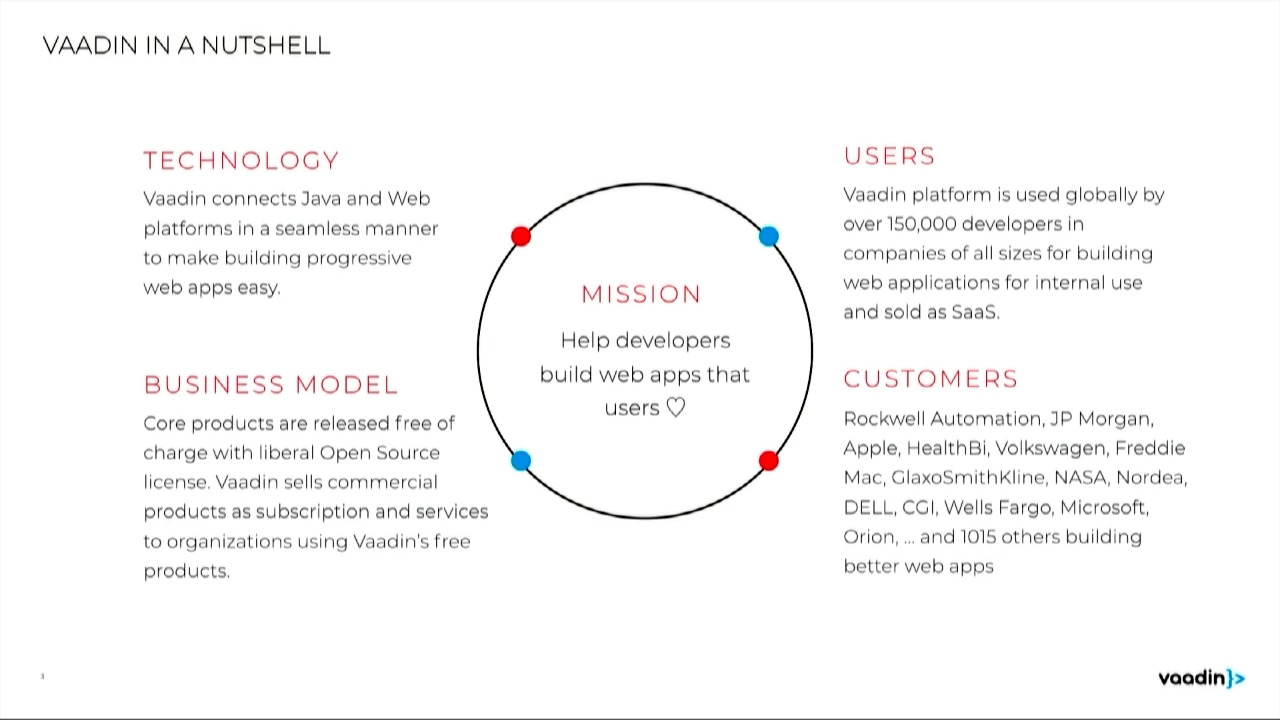 VAADIN IN A NUTSHELL
TECHNOLOGY
Vaadin connects Java and Web
platforms in a seamless manner
to make building progressive
web apps easy.
BUSINESS MODEL
Core products are released free of
charge with liberal Open Source
license. Vaadin sells commercial
products as subscription and services
to organizations using Vaadin's free
products.
MISSION
Help developers
build web apps that
users ♡
USERS
Vaadin platform is used globally by
over 150,000 developers in
companies of all sizes for building
web applications for internal use
and sold as SaaS.
CUSTOMERS
Rockwell Automation, JP Morgan,
Apple, HealthBi, Volkswagen, Freddie
Mac, GlaxoSmithKline, NASA, Nordea,
DELL, CGI, Wells Fargo, Microsoft,
Orion, ... and 1015 others building
better web apps
3
vaadin}>